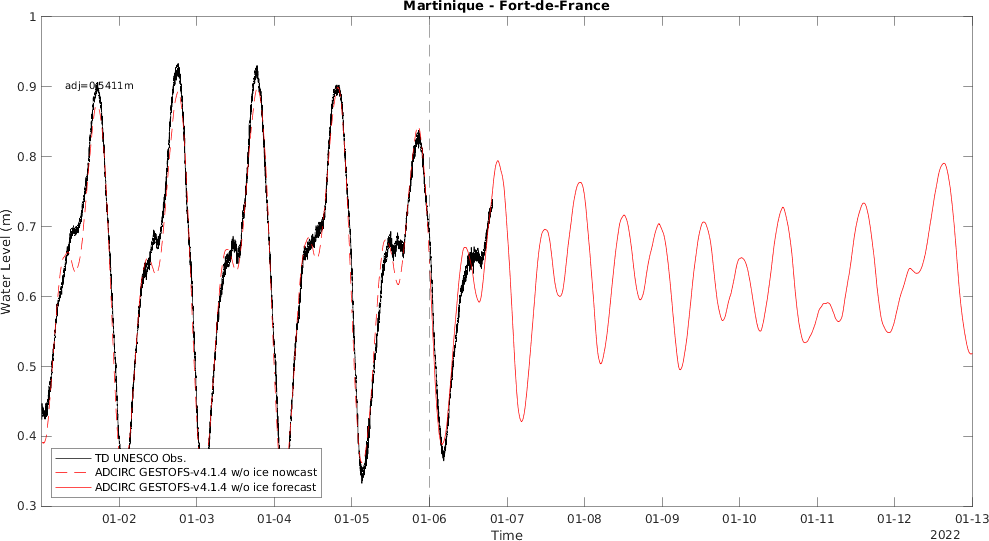 Martinique - Fort-de-France
1
0.9
0.8
0.7
0.6
0.5
0.4
0.3
Water Level (m)
adj=0.5411m
TD UNESCO Obs.
ADCIRC GESTOFS-v4.1.4 w/o ice nowcast
ADCIRC GESTOFS-v4.1.4 w/o ice forecast
01-02 01-03 01-04 01-05 01-06 01-07 01-08 01-09 01-10 01-11 01-12 01-13
Time
2022